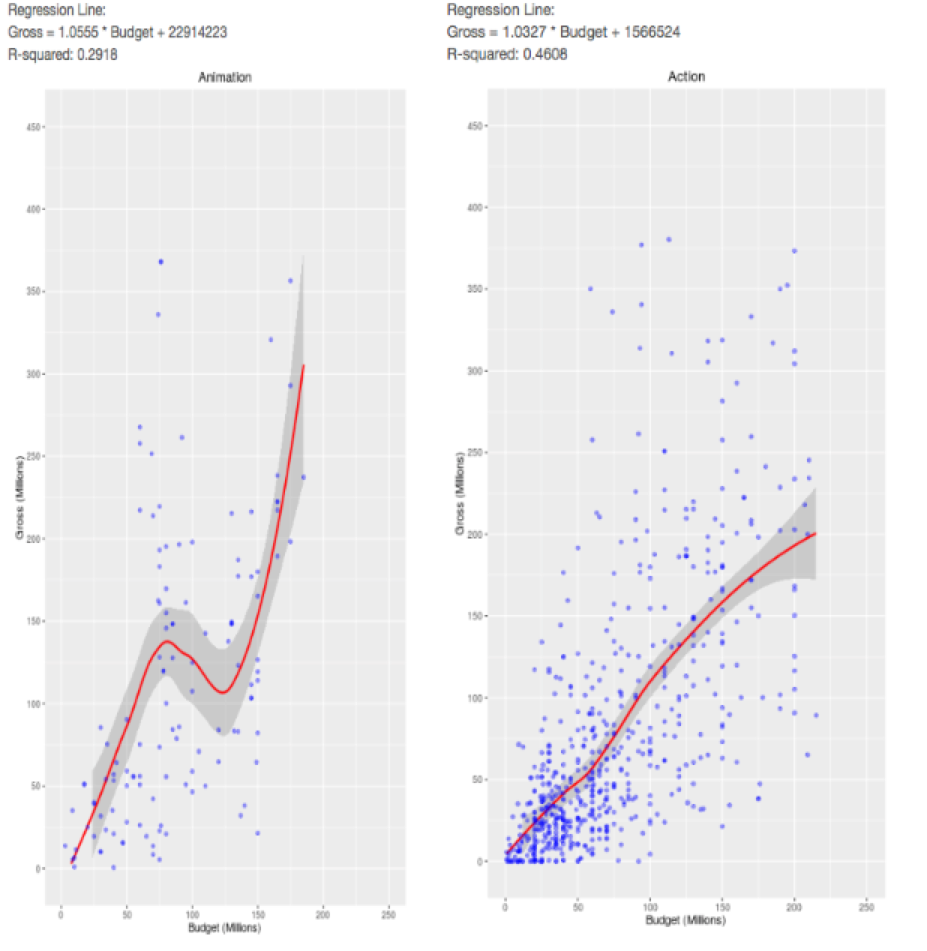 Regression Line:
Gross = 1.0555 * Budget + 22914223
R-squared: 0.2918
Animation
450
400
350
300
250
200
150
100
50
0
Gross (Millions)
0 50 100 150 200 250
Budget (Millions)
Regression Line:
Gross = 1.0327 * Budget + 1566524
R-squared: 0.4608
Action
450
400
350
300
250
200
150
100
50
0
Gross (Millions)
0 50 100 150 200 250
Budget (Millions)